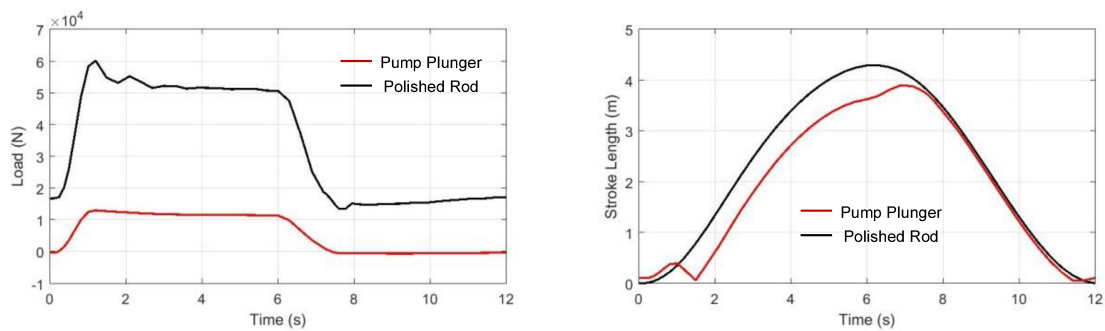 ×10⁴
7
6
5
4
3
2
1
0
-1
Load (N)
0 2 4 6 8 10 12
Time (s)
Pump Plunger
Polished Rod
5
4
3
2
1
0
Stroke Length (m)
0 2 4 6 8 10 12
Time (s)
Pump Plunger
Polished Rod